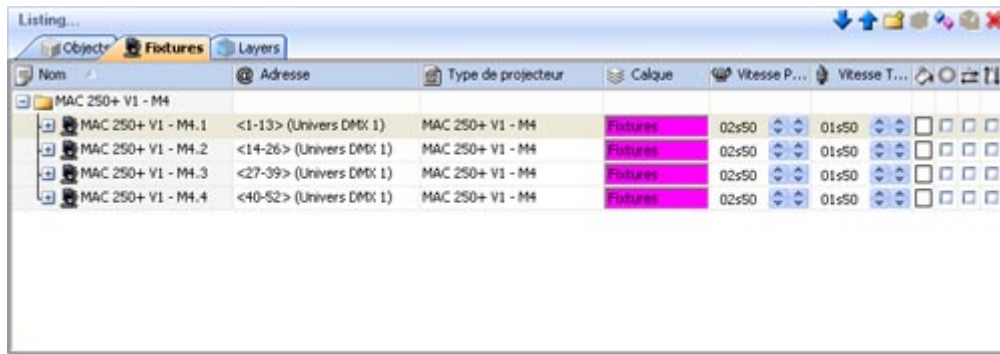 Listing...
Objects Fixtures Layers
Nom @ Adresse Type de projecteur Calque Vitesse P... Vitesse T...
MAC 250+ V1 - M4
MAC 250+ V1 - M4.1 <1-13> (Univers DMX 1) MAC 250+ V1 - M4 Fixtures 02s50 01s50
MAC 250+ V1 - M4.2 <14-26> (Univers DMX 1) MAC 250+ V1 - M4 Fixtures 02s50 01s50
MAC 250+ V1 - M4.3 <27-39> (Univers DMX 1) MAC 250+ V1 - M4 Fixtures 02s50 01s50
MAC 250+ V1 - M4.4 <40-52> (Univers DMX 1) MAC 250+ V1 - M4 Fixtures 02s50 01s50